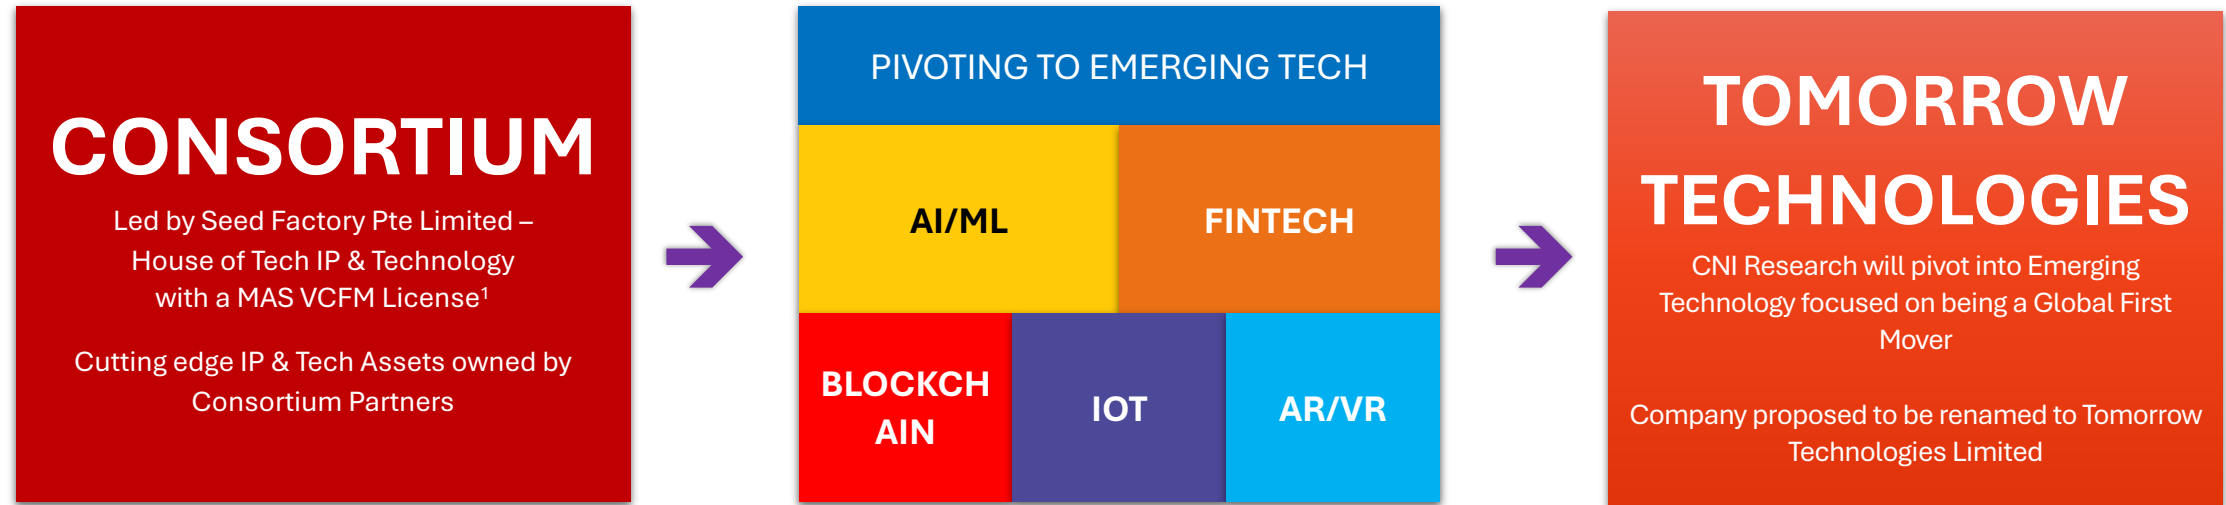 CONSORTIUM
Led by Seed Factory Pte Limited –
House of Tech IP & Technology
with a MAS VCFM License¹
Cutting edge IP & Tech Assets owned by
Consortium Partners
PIVOTING TO EMERGING TECH
AI/ML
FINTECH
BLOCKCH
AIN
IOT
AR/VR
TOMORROW
TECHNOLOGIES
CNI Research will pivot into Emerging
Technology focused on being a Global First
Mover
Company proposed to be renamed to Tomorrow
Technologies Limited